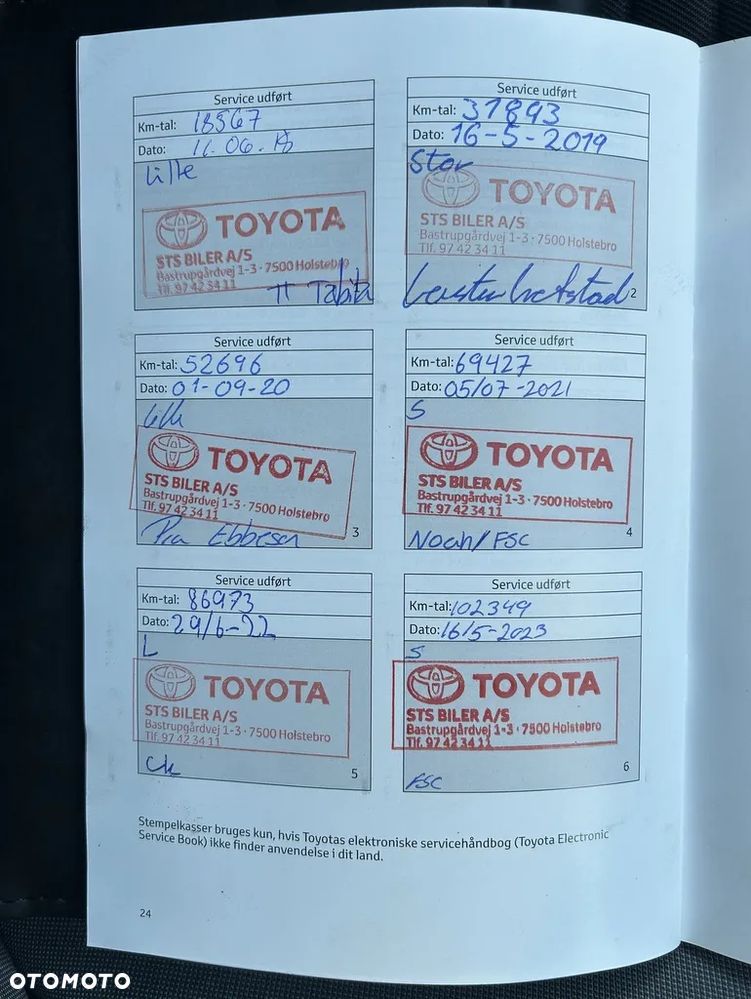 Service udført
Km-tal: 18567
Dato: 11.06.18
Lille
TOYOTA
STS BILER A/S
Bastrupgårdvej 1-3 · 7500 Holstebro
Tlf. 97 42 34 11
Tabita
Service udført
Km-tal: 31893
Dato: 16-5-2019
Stor
TOYOTA
STS BILER A/S
Bastrupgårdvej 1-3 · 7500 Holstebro
Tlf. 97 42 34 11
2
Service udført
Km-tal: 52696
Dato: 01-09-20
Lille
TOYOTA
STS BILER A/S
Bastrupgårdvej 1-3 · 7500 Holstebro
Tlf. 97 42 34 11
3
Pia Ebbesen
Service udført
Km-tal: 69427
Dato: 05/07-2021
S
TOYOTA
STS BILER A/S
Bastrupgårdvej 1-3 · 7500 Holstebro
Tlf. 97 42 34 11
4
Noah/FSC
Service udført
Km-tal: 86973
Dato: 29/6-22
L
TOYOTA
STS BILER A/S
Bastrupgårdvej 1-3 · 7500 Holstebro
Tlf. 97 42 34 11
5
Service udført
Km-tal: 102349
Dato: 16/5-2023
S
TOYOTA
STS BILER A/S
Bastrupgårdvej 1-3 · 7500 Holstebro
Tlf. 97 42 34 11
6
FSC
Stempelkasser bruges kun, hvis Toyotas elektroniske servicehåndbog (Toyota Electronic
Service Book) ikke finder anvendelse i dit land.
24
OTOMOTO